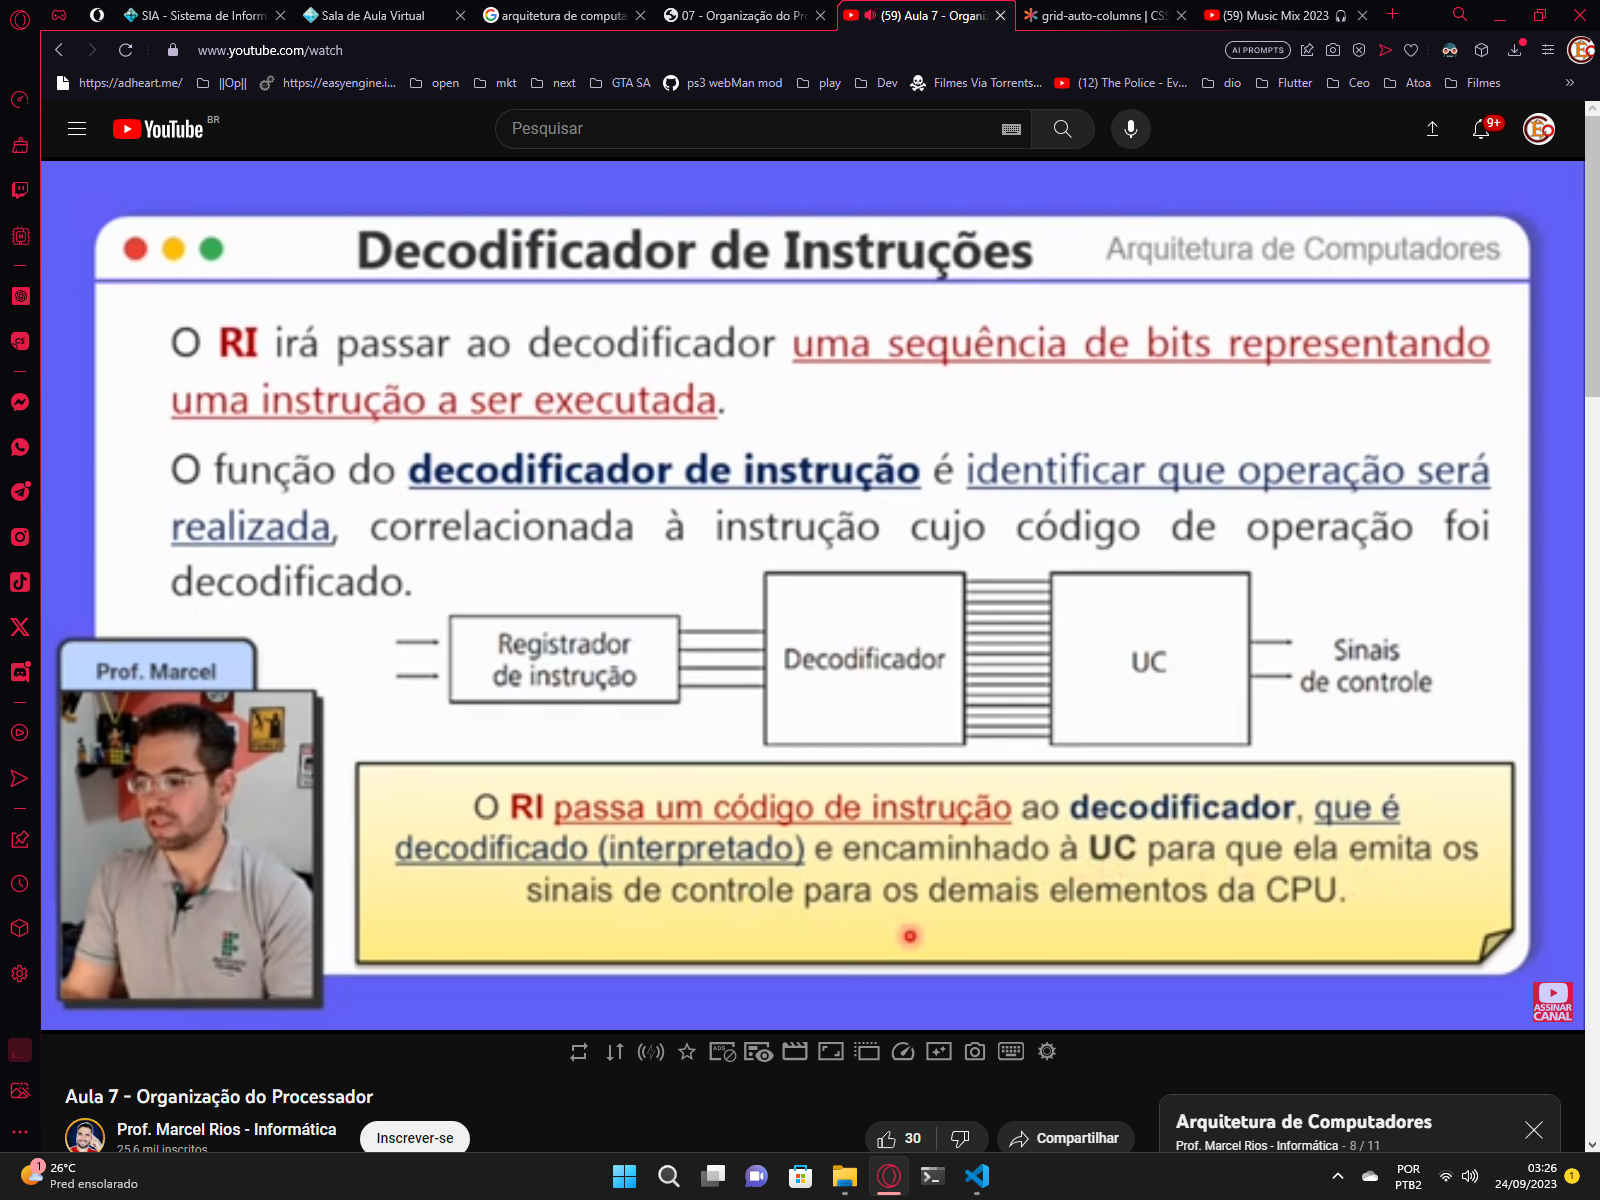 SIA - Sistema de Inform
Sala de Aula Virtual
arquitetura de computa
07 - Organização do Pr
(59) Aula 7 - Organi
grid-auto-columns | CSS
(59) Music Mix 2023
www.youtube.com/watch
AI PROMPTS
https://adheart.me/
||Op||
https://easyengine.i...
open
mkt
next
GTA SA
ps3 webMan mod
play
Dev
Filmes Via Torrents...
(12) The Police - Ev...
dio
Flutter
Ceo
Atoa
Filmes
YouTube BR
Pesquisar
9+
Decodificador de Instruções
Arquitetura de Computadores
O RI irá passar ao decodificador uma sequência de bits representando
uma instrução a ser executada.
O função do decodificador de instrução é identificar que operação será
realizada, correlacionada à instrução cujo código de operação foi
decodificado.
Registrador
de instrução
Decodificador
UC
Sinais
de controle
Prof. Marcel
O RI passa um código de instrução ao decodificador, que é
decodificado (interpretado) e encaminhado à UC para que ela emita os
sinais de controle para os demais elementos da CPU.
ASSINAR
CANAL
Aula 7 - Organização do Processador
Prof. Marcel Rios - Informática
25,6 mil inscritos
Inscrever-se
30
Compartilhar
Arquitetura de Computadores
Prof. Marcel Rios - Informática - 8 / 11
1
26°C
Pred ensolarado
POR
PTB2
03:26
24/09/2023
1